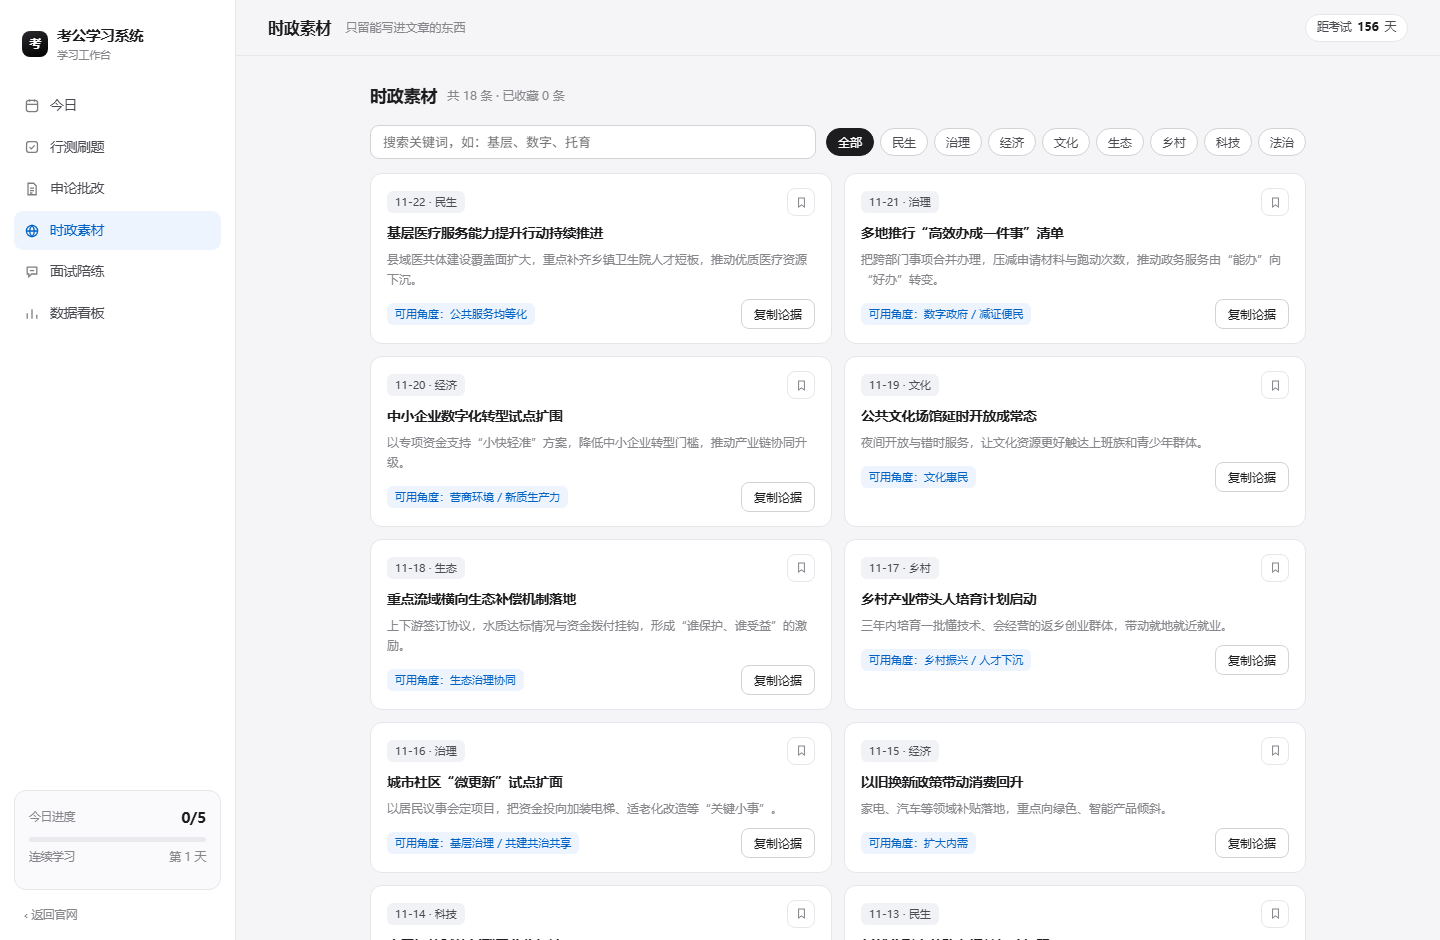 考
考公学习系统
学习工作台
今日
行测刷题
申论批改
时政素材
面试陪练
数据看板
今日进度 0/5
连续学习 第 1 天
‹ 返回官网
时政素材 只留能写进文章的东西
距考试 156 天
时政素材 共 18 条 · 已收藏 0 条
搜索关键词，如：基层、数字、托育
全部 民生 治理 经济 文化 生态 乡村 科技 法治
11-22 · 民生
基层医疗服务能力提升行动持续推进
县域医共体建设覆盖面扩大，重点补齐乡镇卫生院人才短板，推动优质医疗资源
下沉。
可用角度：公共服务均等化 复制论据
11-21 · 治理
多地推行“高效办成一件事”清单
把跨部门事项合并办理，压减申请材料与跑动次数，推动政务服务由“能办”向
“好办”转变。
可用角度：数字政府 / 减证便民 复制论据
11-20 · 经济
中小企业数字化转型试点扩围
以专项资金支持“小快轻准”方案，降低中小企业转型门槛，推动产业链协同升
级。
可用角度：营商环境 / 新质生产力 复制论据
11-19 · 文化
公共文化场馆延时开放成常态
夜间开放与错时服务，让文化资源更好触达上班族和青少年群体。
可用角度：文化惠民 复制论据
11-18 · 生态
重点流域横向生态补偿机制落地
上下游签订协议，水质达标情况与资金拨付挂钩，形成“谁保护、谁受益”的激
励。
可用角度：生态治理协同 复制论据
11-17 · 乡村
乡村产业带头人培育计划启动
三年内培育一批懂技术、会经营的返乡创业群体，带动就地就近就业。
可用角度：乡村振兴 / 人才下沉 复制论据
11-16 · 治理
城市社区“微更新”试点扩面
以居民议事会定项目，把资金投向加装电梯、适老化改造等“关键小事”。
可用角度：基层治理 / 共建共治共享 复制论据
11-15 · 经济
以旧换新政策带动消费回升
家电、汽车等领域补贴落地，重点向绿色、智能产品倾斜。
可用角度：扩大内需 复制论据
11-14 · 科技
11-13 · 民生